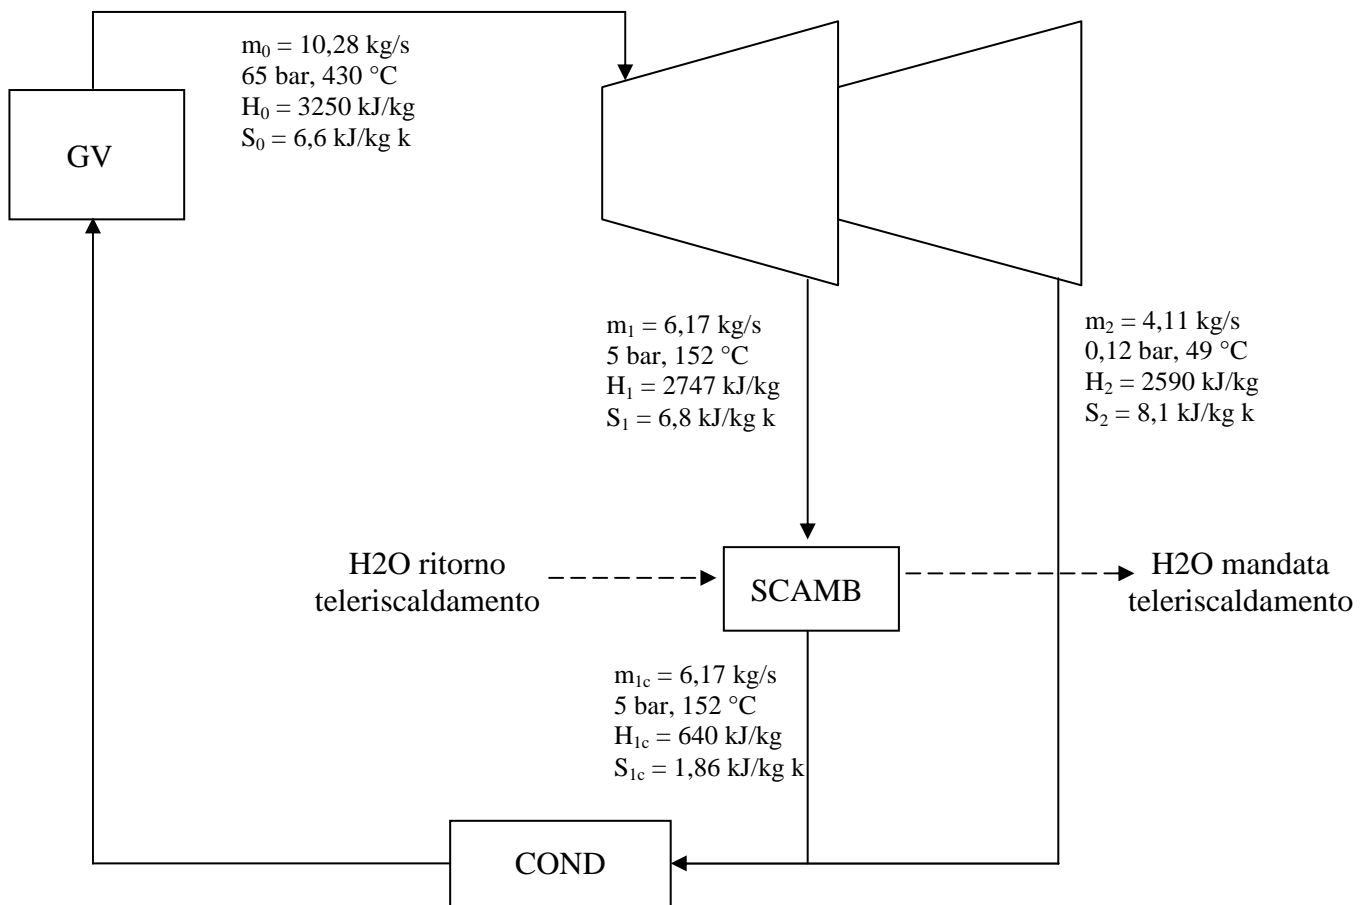 m₀ = 10,28 kg/s
65 bar, 430 °C
H₀ = 3250 kJ/kg
S₀ = 6,6 kJ/kg k
GV
m₁ = 6,17 kg/s
5 bar, 152 °C
H₁ = 2747 kJ/kg
S₁ = 6,8 kJ/kg k
m₂ = 4,11 kg/s
0,12 bar, 49 °C
H₂ = 2590 kJ/kg
S₂ = 8,1 kJ/kg k
H2O ritorno
teleriscaldamento
SCAMB
H2O mandata
teleriscaldamento
m₁c = 6,17 kg/s
5 bar, 152 °C
H₁c = 640 kJ/kg
S₁c = 1,86 kJ/kg k
COND